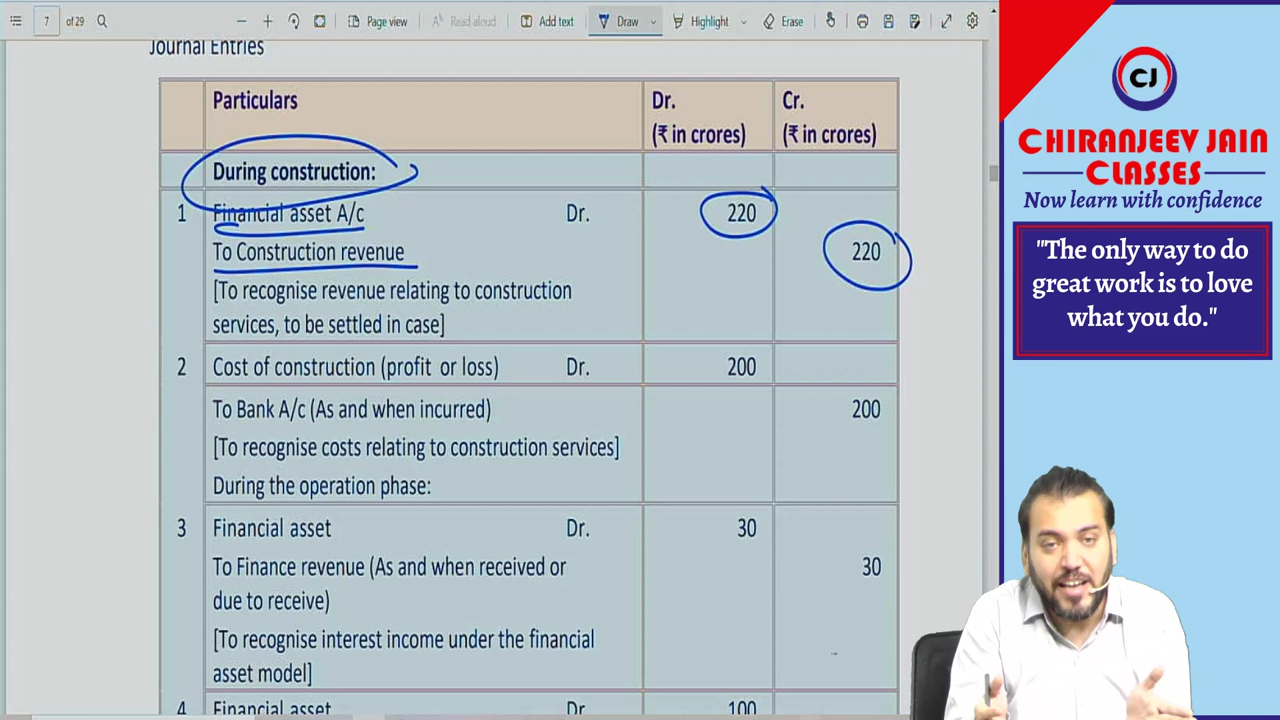 7
of 29
Page view
Read aloud
Add text
Draw
Highlight
Erase
Journal Entries
Particulars
Dr.
(₹ in crores)
Cr.
(₹ in crores)
During construction:
1
Financial asset A/c
Dr.
220
To Construction revenue
220
[To recognise revenue relating to construction
services, to be settled in case]
2
Cost of construction (profit or loss)
Dr.
200
To Bank A/c (As and when incurred)
200
[To recognise costs relating to construction services]
During the operation phase:
3
Financial asset
Dr.
30
To Finance revenue (As and when received or
30
due to receive)
[To recognise interest income under the financial
asset model]
4
Financial asset
Dr
100
CJ
CHIRANJEEV JAIN
CLASSES
Now learn with confidence
"The only way to do
great work is to love
what you do."